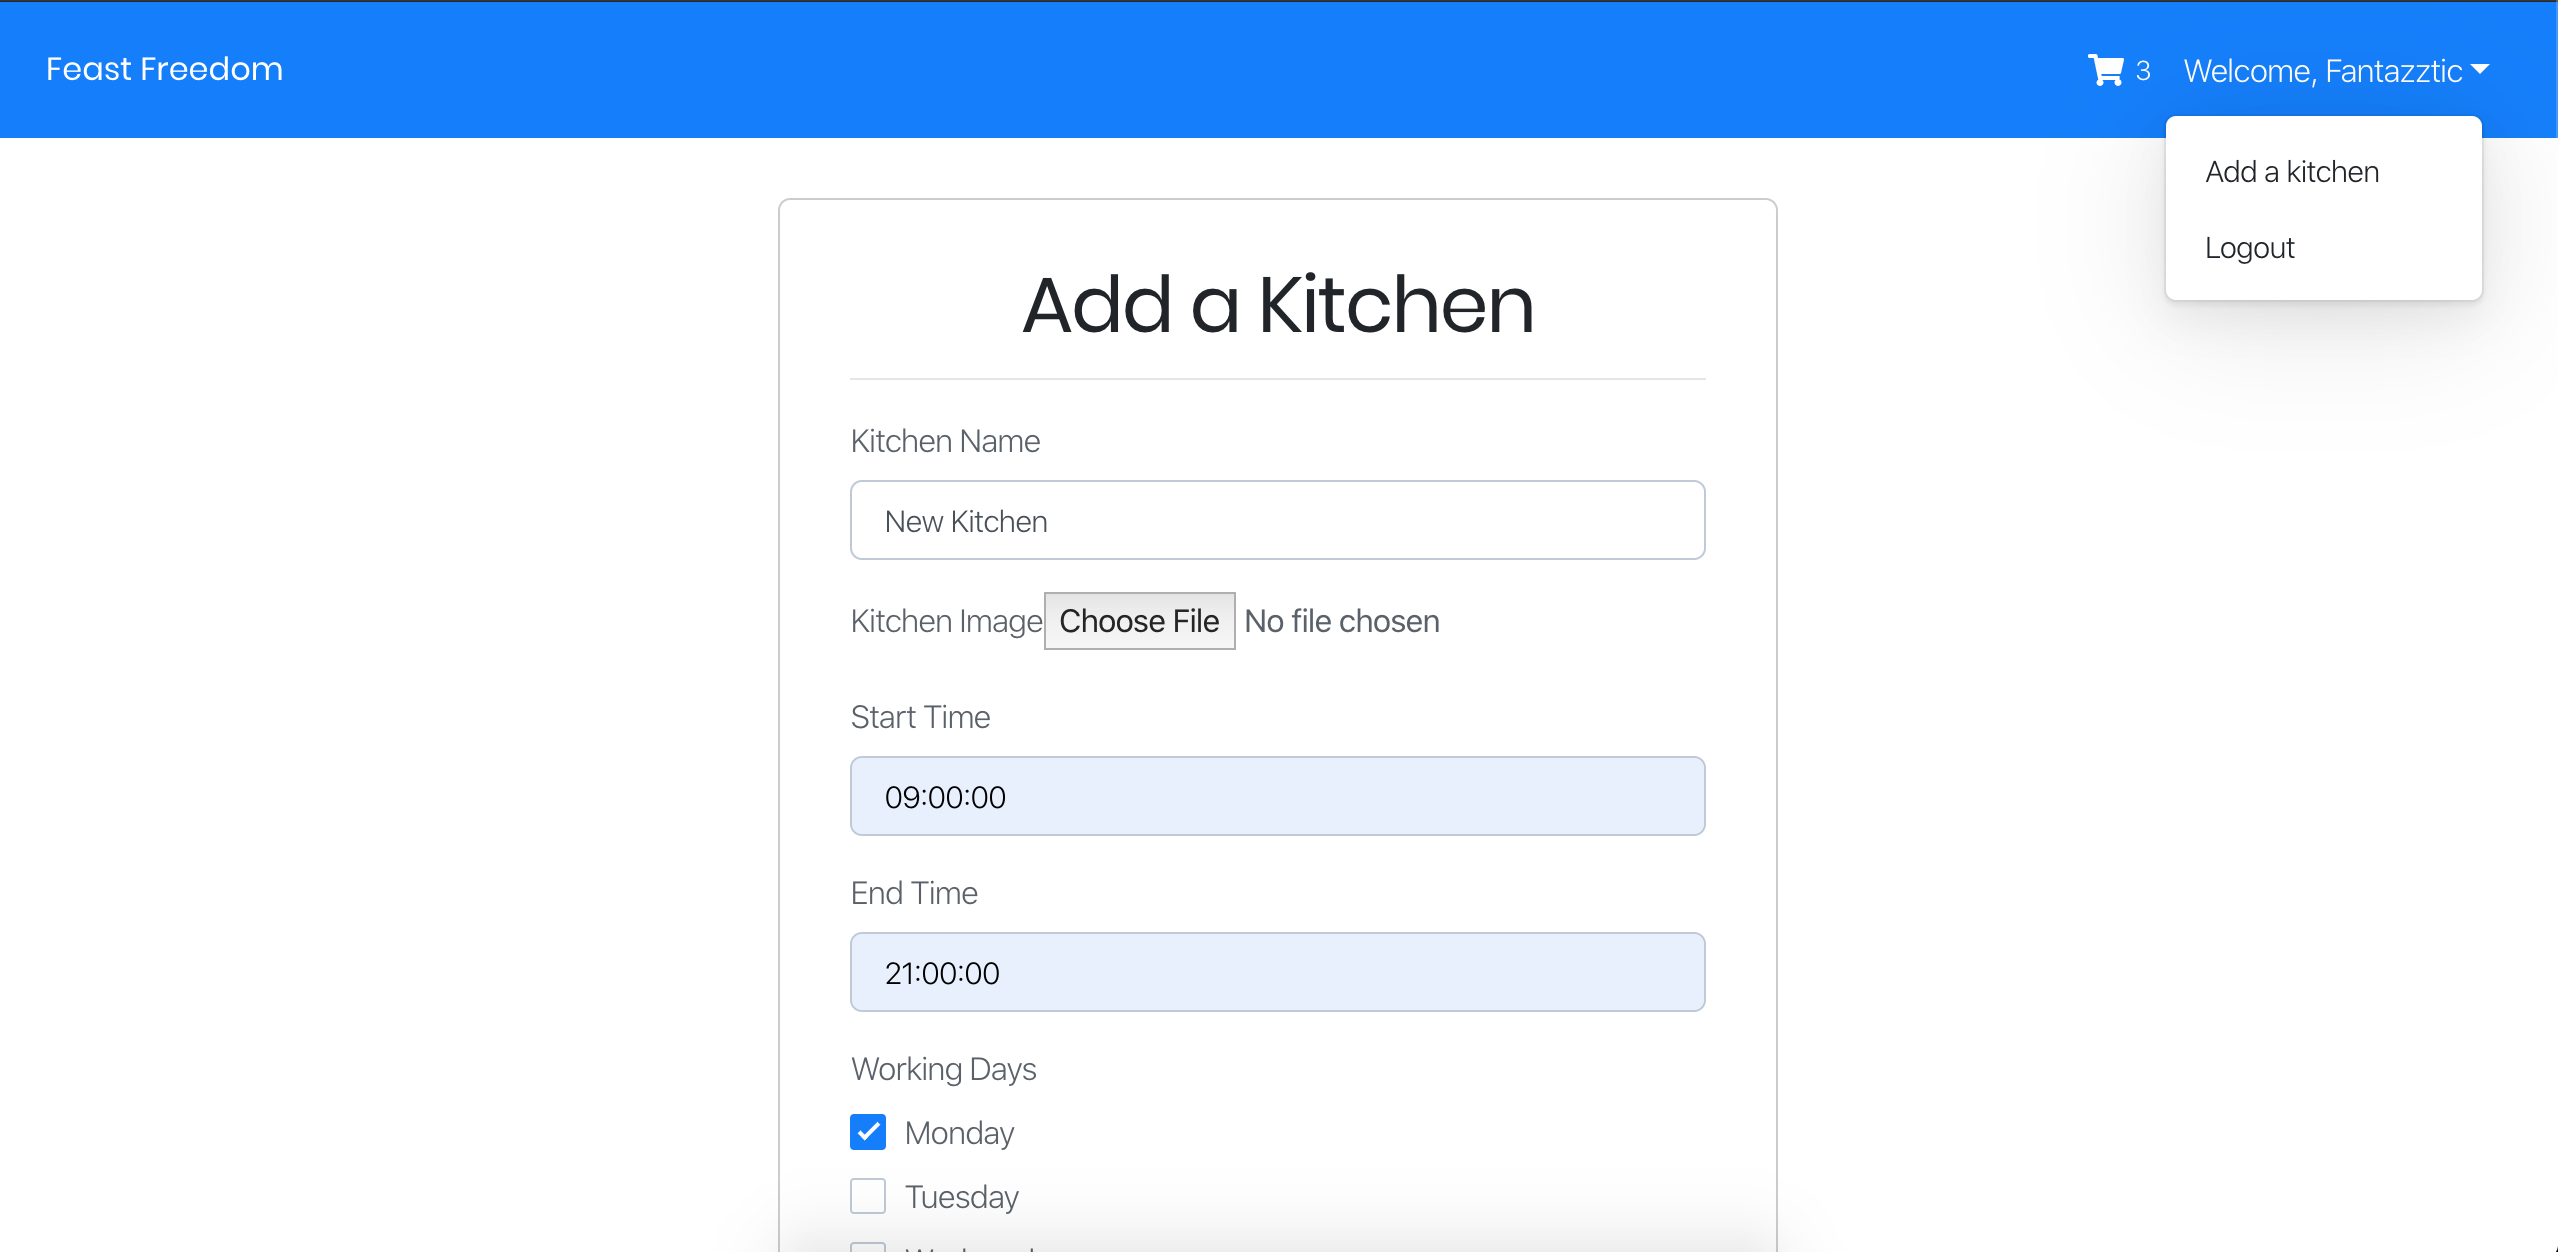 Feast Freedom
3 Welcome, Fantazztic
Add a kitchen
Logout
Add a Kitchen
Kitchen Name
New Kitchen
Kitchen Image Choose File No file chosen
Start Time
09:00:00
End Time
21:00:00
Working Days
Monday
Tuesday